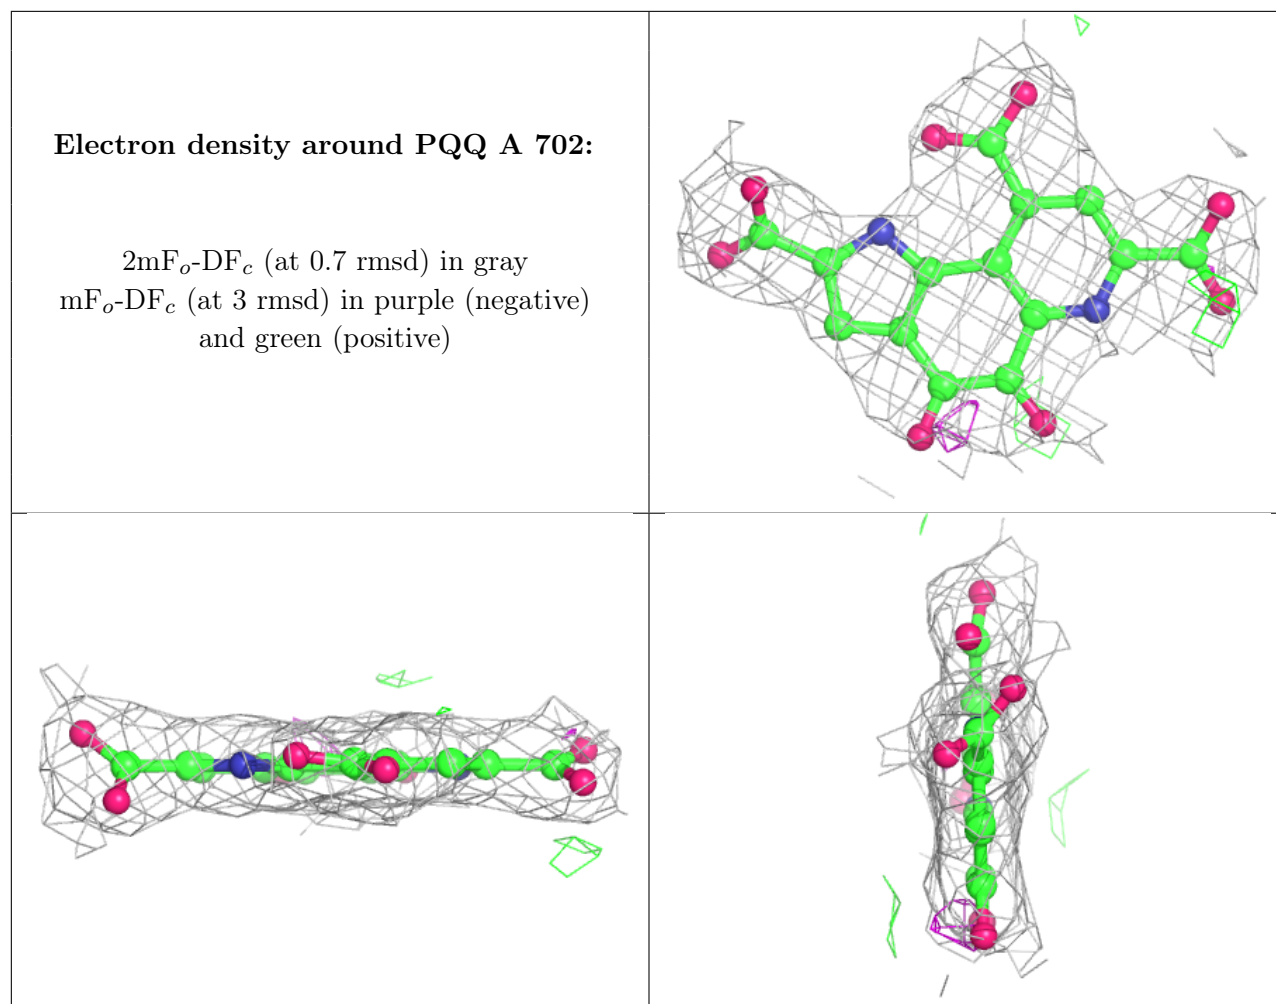 Electron density around PQQ A 702:
2mFo-DFc (at 0.7 rmsd) in gray
mFo-DFc (at 3 rmsd) in purple (negative)
and green (positive)